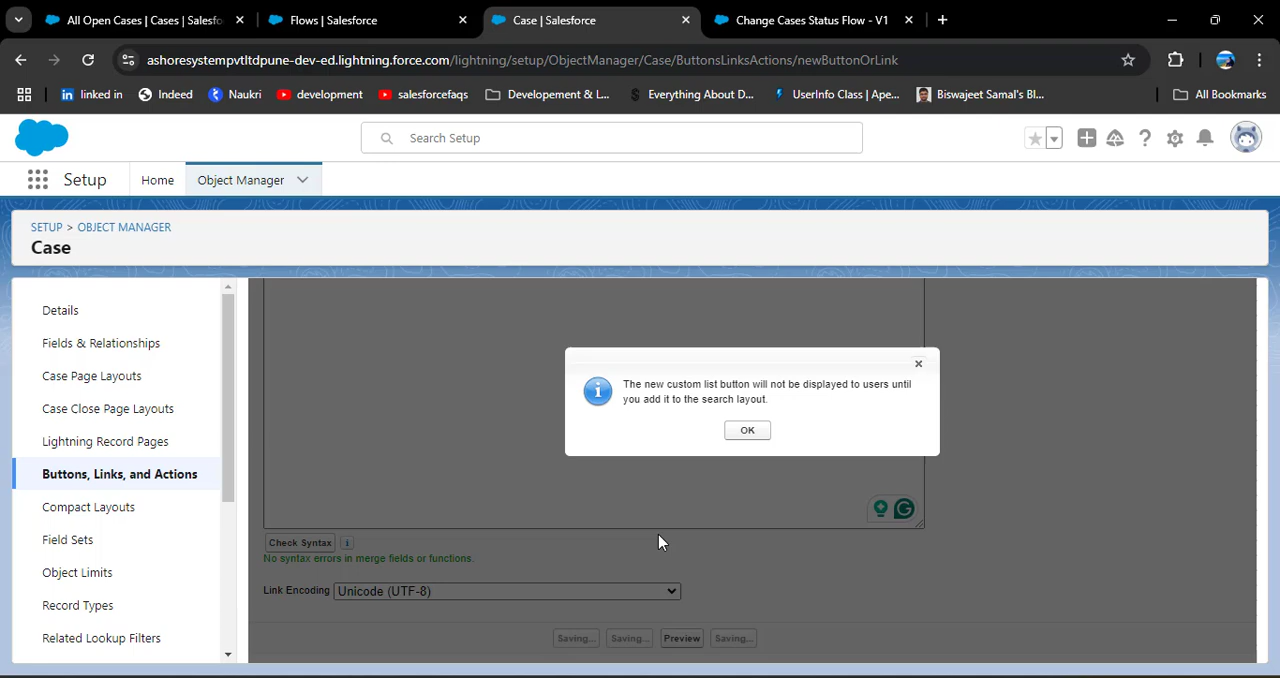 All Open Cases | Cases | Salesfo
Flows | Salesforce
Case | Salesforce
Change Cases Status Flow - V1
ashoresystempvtltdpune-dev-ed.lightning.force.com/lightning/setup/ObjectManager/Case/ButtonsLinksActions/newButtonOrLink
linked in
Indeed
Naukri
development
salesforcefaqs
Developement & L...
Everything About D...
UserInfo Class | Ape...
Biswajeet Samal's Bl...
All Bookmarks
Search Setup
Setup
Home
Object Manager
SETUP > OBJECT MANAGER
Case
Details
Fields & Relationships
Case Page Layouts
Case Close Page Layouts
Lightning Record Pages
Buttons, Links, and Actions
Compact Layouts
Field Sets
Object Limits
Record Types
Related Lookup Filters
The new custom list button will not be displayed to users until
you add it to the search layout.
OK
Check Syntax
No syntax errors in merge fields or functions.
Link Encoding Unicode (UTF-8)
Saving... Saving... Preview Saving...